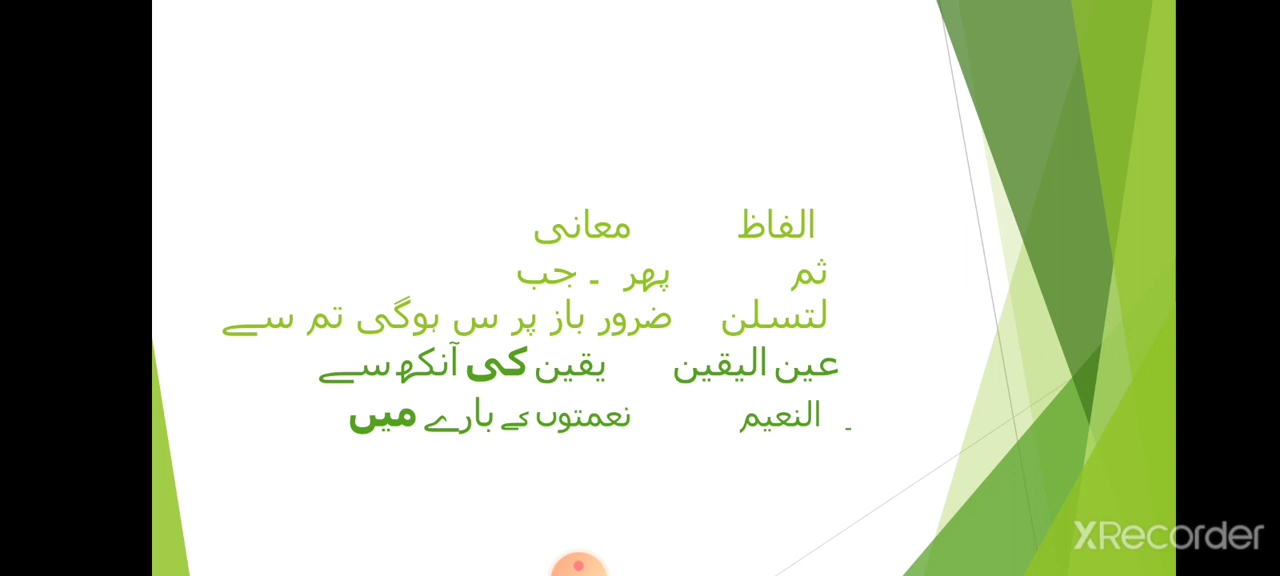 الفاظ معانی
ثم پھر ۔ جب
لتسلن ضرور باز پر س ہوگی تم سے
عین الیقین یقین کی آنکھ سے
۔ النعیم نعمتوں کے بارے میں
XRecorder